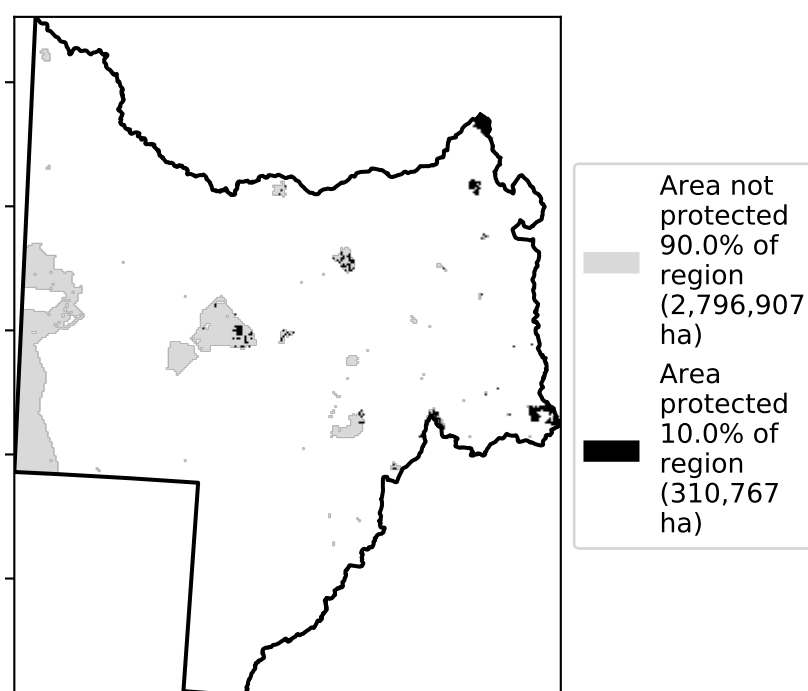 Area not
protected
90.0% of
region
(2,796,907
ha)
Area
protected
10.0% of
region
(310,767
ha)